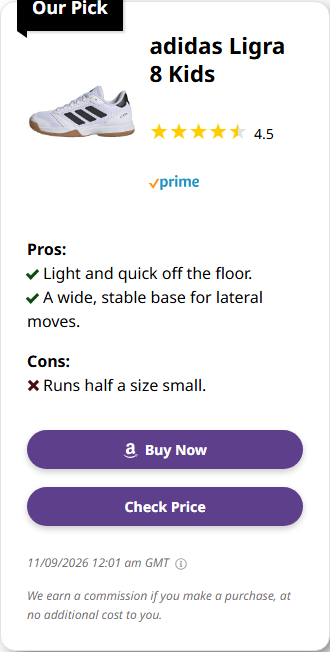 Our Pick
adidas Ligra
8 Kids
4.5
prime
Pros:
Light and quick off the floor.
A wide, stable base for lateral
moves.
Cons:
Runs half a size small.
Buy Now
Check Price
11/09/2026 12:01 am GMT
We earn a commission if you make a purchase, at
no additional cost to you.